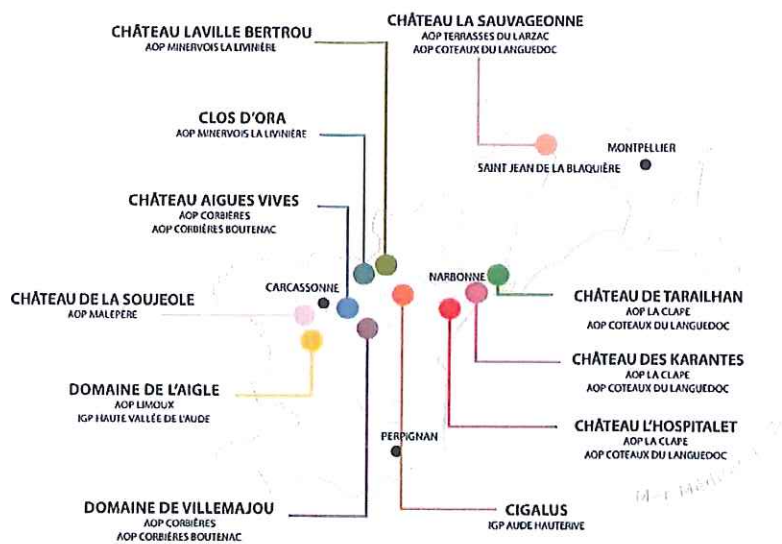 CHÂTEAU LAVILLE BERTROU
AOP MINERVOIS LA LIVINIÈRE
CHÂTEAU LA SAUVAGEONNE
AOP TERRASSES DU LARZAC
AOP COTEAUX DU LANGUEDOC
CLOS D'ORA
AOP MINERVOIS LA LIVINIÈRE
MONTPELLIER
SAINT JEAN DE LA BLAQUIÈRE
CHÂTEAU AIGUES VIVES
AOP CORBIÈRES
AOP CORBIÈRES BOUTENAC
CARCASSONNE
NARBONNE
CHÂTEAU DE LA SOUJEOLE
AOP MALEPÈRE
CHÂTEAU DE TARAILHAN
AOP LA CLAPE
AOP COTEAUX DU LANGUEDOC
CHÂTEAU DES KARANTES
AOP LA CLAPE
AOP COTEAUX DU LANGUEDOC
DOMAINE DE L'AIGLE
AOP LIMOUX
IGP HAUTE VALLÉE DE L'AUDE
CHÂTEAU L'HOSPITALET
AOP LA CLAPE
AOP COTEAUX DU LANGUEDOC
PERPIGNAN
Mer
DOMAINE DE VILLEMAJOU
AOP CORBIÈRES
AOP CORBIÈRES BOUTENAC
CIGALUS
IGP AUDE HAUTERIVE